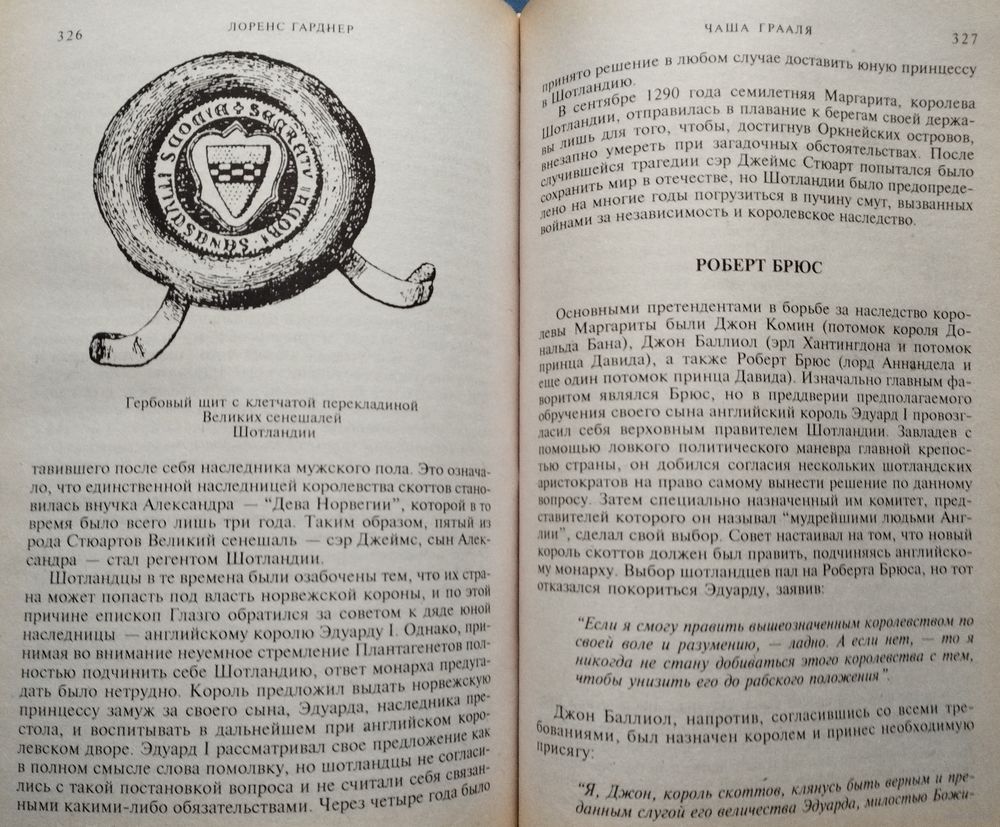 326
ЛОРЕНС ГАРДНЕР
Гербовый щит с клетчатой перекладиной
Великих сенешалей
Шотландии
тавившего после себя наследника мужского пола. Это означа-
ло, что единственной наследницей королевства скоттов стано-
вилась внучка Александра — “Дева Норвегии”, которой в то
время было всего лишь три года. Таким образом, пятый из
рода Стюартов Великий сенешаль — сэр Джеймс, сын Алек-
сандра — стал регентом Шотландии.
Шотландцы в те времена были озабочены тем, что их стра-
на может попасть под власть норвежской короны, и по этой
причине епископ Глазго обратился за советом к дяде юной
наследницы — английскому королю Эдуарду I. Однако, при-
нимая во внимание неуемное стремление Плантагенетов пол-
ностью подчинить себе Шотландию, ответ монарха предуга-
дать было нетрудно. Король предложил выдать норвежскую
принцессу замуж за своего сына, Эдуарда, наследника пре-
стола, и воспитывать в дальнейшем при английском коро-
левском дворе. Эдуард I рассматривал свое предложение как
в полном смысле слова помолвку, но шотландцы не согласи-
лись с такой постановкой вопроса и не считали себя связан-
ными какими-либо обязательствами. Через четыре года было
ЧАША ГРААЛЯ
327
принято решение в любом случае доставить юную принцессу
в Шотландию.
В сентябре 1290 года семилетняя Маргарита, королева
Шотландии, отправилась в плавание к берегам своей держа-
вы лишь для того, чтобы, достигнув Оркнейских островов,
внезапно умереть при загадочных обстоятельствах. После
случившейся трагедии сэр Джеймс Стюарт попытался было
сохранить мир в отечестве, но Шотландии было предопреде-
лено на многие годы погрузиться в пучину смут, вызванных
войнами за независимость и королевское наследство.
РОБЕРТ БРЮС
Основными претендентами в борьбе за наследство коро-
левы Маргариты были Джон Комин (потомок короля До-
нальда Бана), Джон Баллиол (эрл Хантингдона и потомок
принца Давида), а также Роберт Брюс (лорд Аннандела и
еще один потомок принца Давида). Изначально главным фа-
воритом являлся Брюс, но в преддверии предполагаемого
обручения своего сына английский король Эдуард I провозг-
ласил себя верховным правителем Шотландии. Завладев с
помощью ловкого политического маневра главной крепос-
тью страны, он добился согласия нескольких шотландских
аристократов на право самому вынести решение по данному
вопросу. Затем специально назначенный им комитет, пред-
ставителей которого он называл “мудрейшими людьми Анг-
лии”, сделал свой выбор. Совет настаивал на том, что новый
король скоттов должен был править, подчиняясь английско-
му монарху. Выбор шотландцев пал на Роберта Брюса, но тот
отказался покориться Эдуарду, заявив:
“Если я смогу править вышеозначенным королевством по
своей воле и разумению, — ладно. А если нет, — то я
никогда не стану добиваться этого королевства с тем,
чтобы унизить его до рабского положения”.
Джон Баллиол, напротив, согласившись со всеми тре-
бованиями, был назначен королем и принес необходимую
присягу:
“Я, Джон, король скоттов, клянусь быть верным и пре-
данным слугой его величества Эдуарда, милостью Божи-